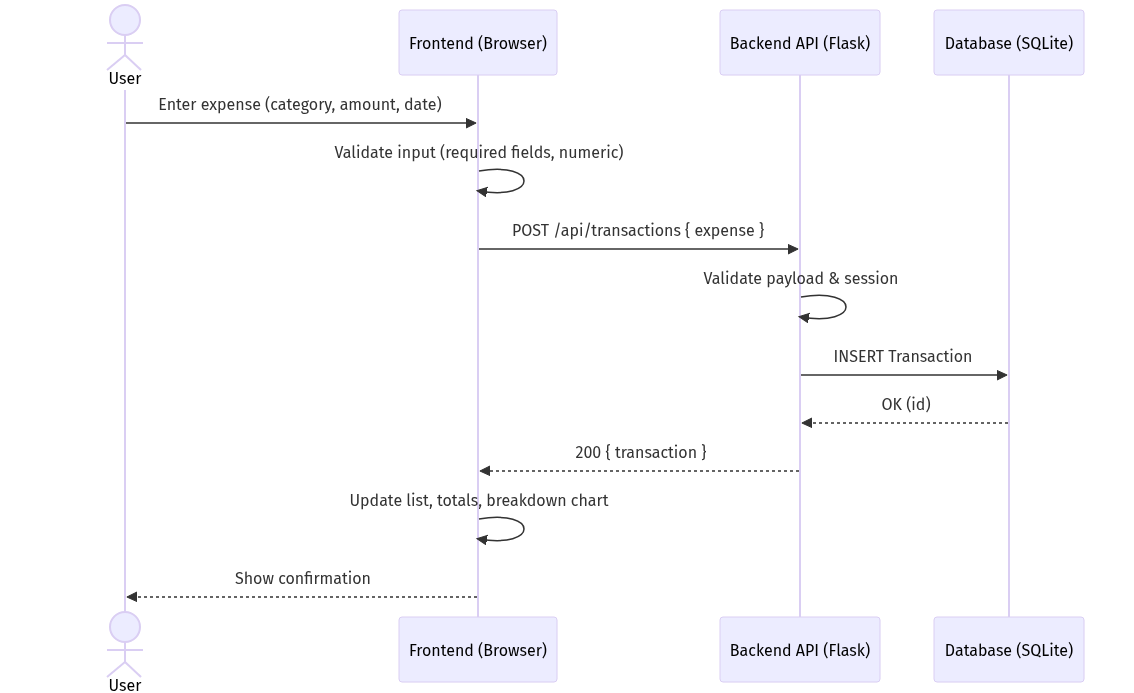 User
Frontend (Browser)
Backend API (Flask)
Database (SQLite)
Enter expense (category, amount, date)
Validate input (required fields, numeric)
POST /api/transactions { expense }
Validate payload & session
INSERT Transaction
OK (id)
200 { transaction }
Update list, totals, breakdown chart
Show confirmation
User
Frontend (Browser)
Backend API (Flask)
Database (SQLite)